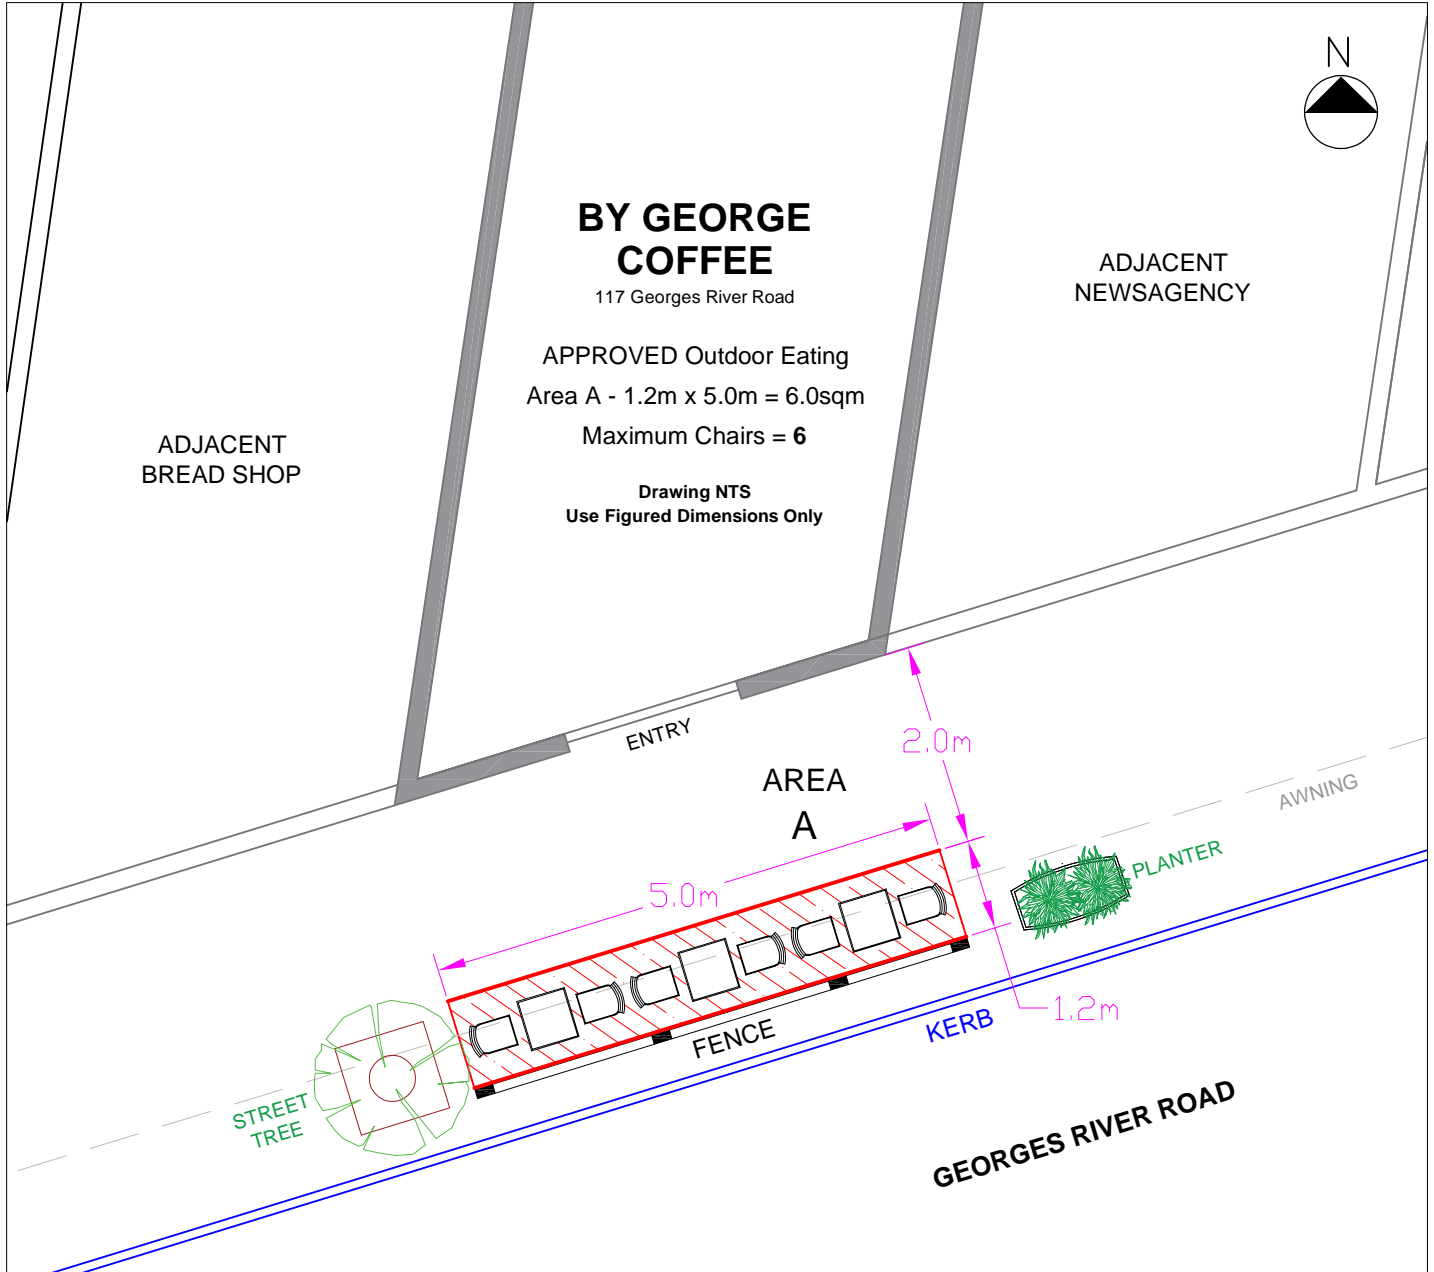 N
BY GEORGE
COFFEE
117 Georges River Road
APPROVED Outdoor Eating
Area A - 1.2m x 5.0m = 6.0sqm
Maximum Chairs = 6
Drawing NTS
Use Figured Dimensions Only
ADJACENT
NEWSAGENCY
ADJACENT
BREAD SHOP
ENTRY
2.0m
AREA
A
AWNING
PLANTER
5.0m
1.2m
KERB
FENCE
STREET
TREE
GEORGES RIVER ROAD